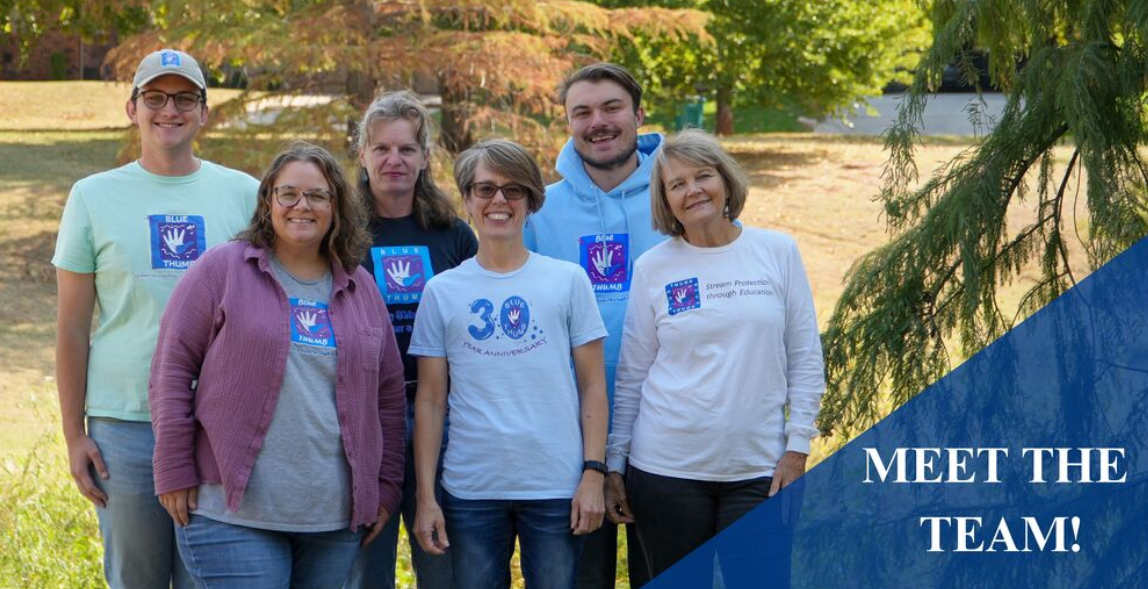 BLUE
THUMB
BLUE
THUMB
BLUE
THUMB
30
BLUE
THUMB
YEAR ANNIVERSARY
BLUE
THUMB
THUMB
Stream Protection
through Education
MEET THE
TEAM!